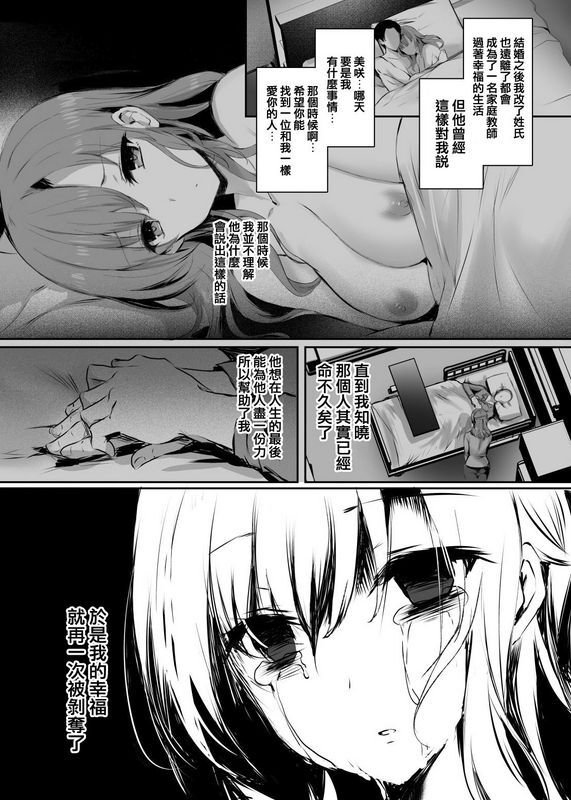 結婚之後我改了姓氏
也遠離了都會
成為了一名家庭教師
過著幸福的生活
但他曾經
這樣對我說
美咲…哪天
要是我
有什麼事情…
那個時候啊…
希望你能
找到一位和我一樣
愛你的人…
那個時候
我並不理解
他為什麼
會說出這樣的話
直到我知曉
那個人其實已經
命不久矣了
他想在人生的最後
能為他人盡一份力
所以幫助了我
於是我的幸福
就再一次被剝奪了